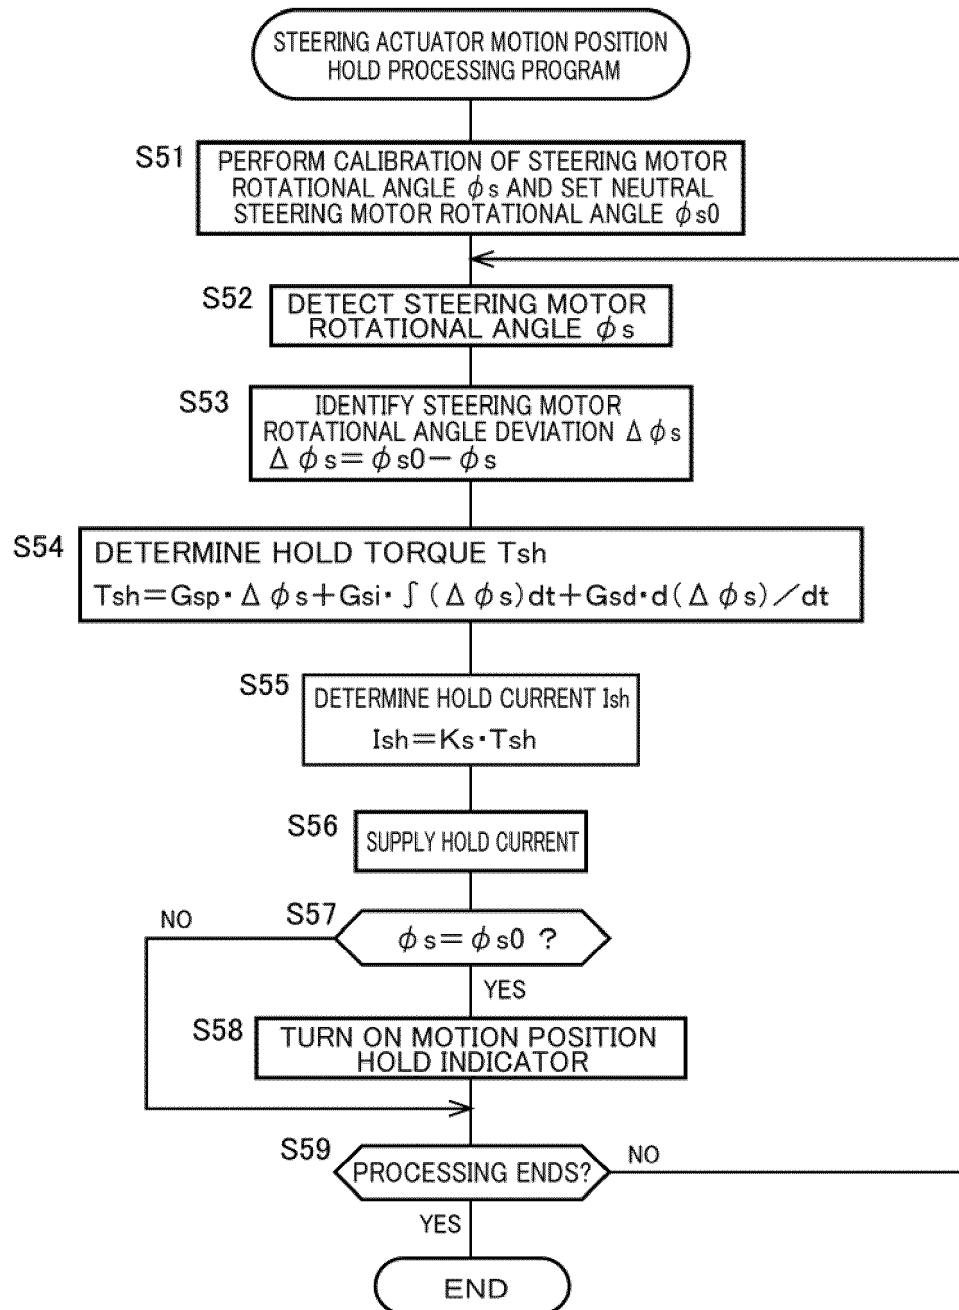 STEERING ACTUATOR MOTION POSITION
HOLD PROCESSING PROGRAM
S51
PERFORM CALIBRATION OF STEERING MOTOR
ROTATIONAL ANGLE ϕs AND SET NEUTRAL
STEERING MOTOR ROTATIONAL ANGLE ϕs0
S52
DETECT STEERING MOTOR
ROTATIONAL ANGLE ϕs
S53
IDENTIFY STEERING MOTOR
ROTATIONAL ANGLE DEVIATION Δϕs
Δϕs=ϕs0−ϕs
S54
DETERMINE HOLD TORQUE Tsh
Tsh=Gsp・Δϕs+Gsi・∫(Δϕs)dt+Gsd・d(Δϕs)/dt
S55
DETERMINE HOLD CURRENT Ish
Ish=Ks・Tsh
S56
SUPPLY HOLD CURRENT
S57
NO
ϕs=ϕs0 ?
YES
S58
TURN ON MOTION POSITION
HOLD INDICATOR
S59
PROCESSING ENDS?
NO
YES
END